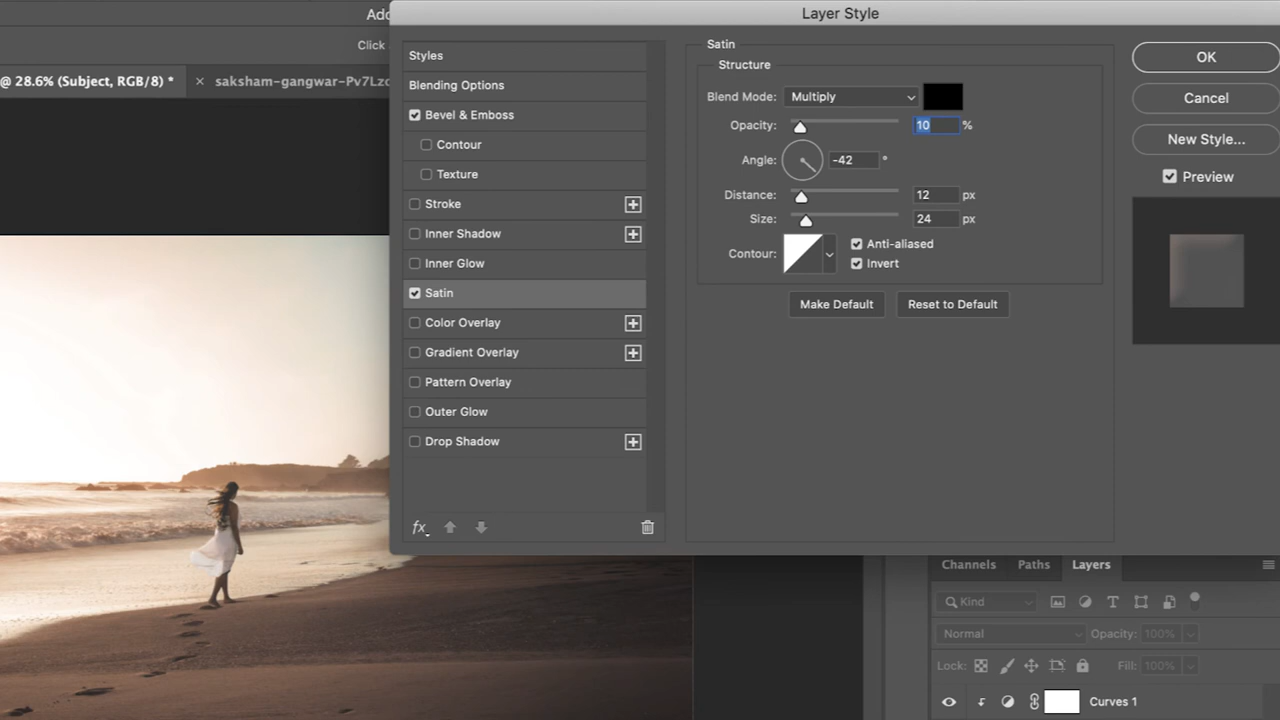 Ado
Layer Style
Click
@ 28.6% (Subject, RGB/8) *
× saksham-gangwar-Pv7Lzc
Styles
Blending Options
Bevel & Emboss
Contour
Texture
Stroke
Inner Shadow
Inner Glow
Satin
Color Overlay
Gradient Overlay
Pattern Overlay
Outer Glow
Drop Shadow
fx
Satin
Structure
Blend Mode: Multiply
Opacity: 10 %
Angle: -42 °
Distance: 12 px
Size: 24 px
Contour:
Anti-aliased
Invert
Make Default Reset to Default
OK
Cancel
New Style...
Preview
Channels Paths Layers
Kind
Normal Opacity: 100%
Lock: Fill: 100%
Curves 1